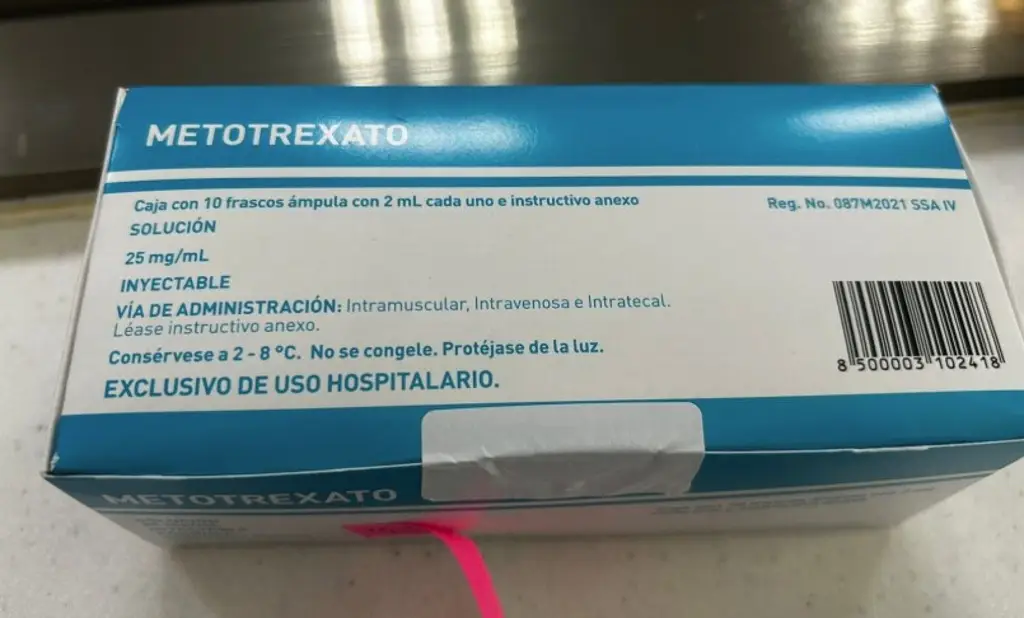 METOTREXATO
Caja con 10 frascos ámpula con 2 mL cada uno e instructivo anexo
Reg. No. 087M2021 SSA IV
SOLUCIÓN
25 mg/mL
INYECTABLE
VÍA DE ADMINISTRACIÓN: Intramuscular, Intravenosa e Intratecal.
Léase instructivo anexo.
Consérvese a 2 - 8 °C. No se congele. Protéjase de la luz.
EXCLUSIVO DE USO HOSPITALARIO.
8 500003 102418
METOTREXATO